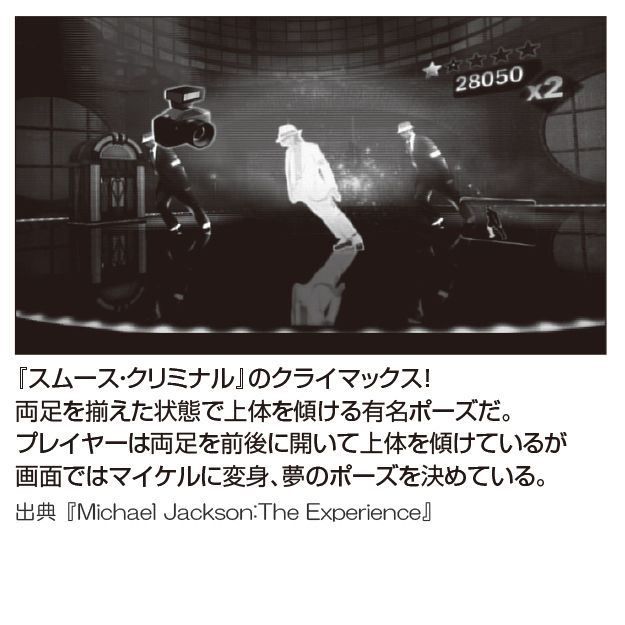 28050
x2
『スムース・クリミナル』のクライマックス!
両足を揃えた状態で上体を傾ける有名ポーズだ。
プレイヤーは両足を前後に開いて上体を傾けているが
画面ではマイケルに変身、夢のポーズを決めている。
出典『Michael Jackson:The Experience』